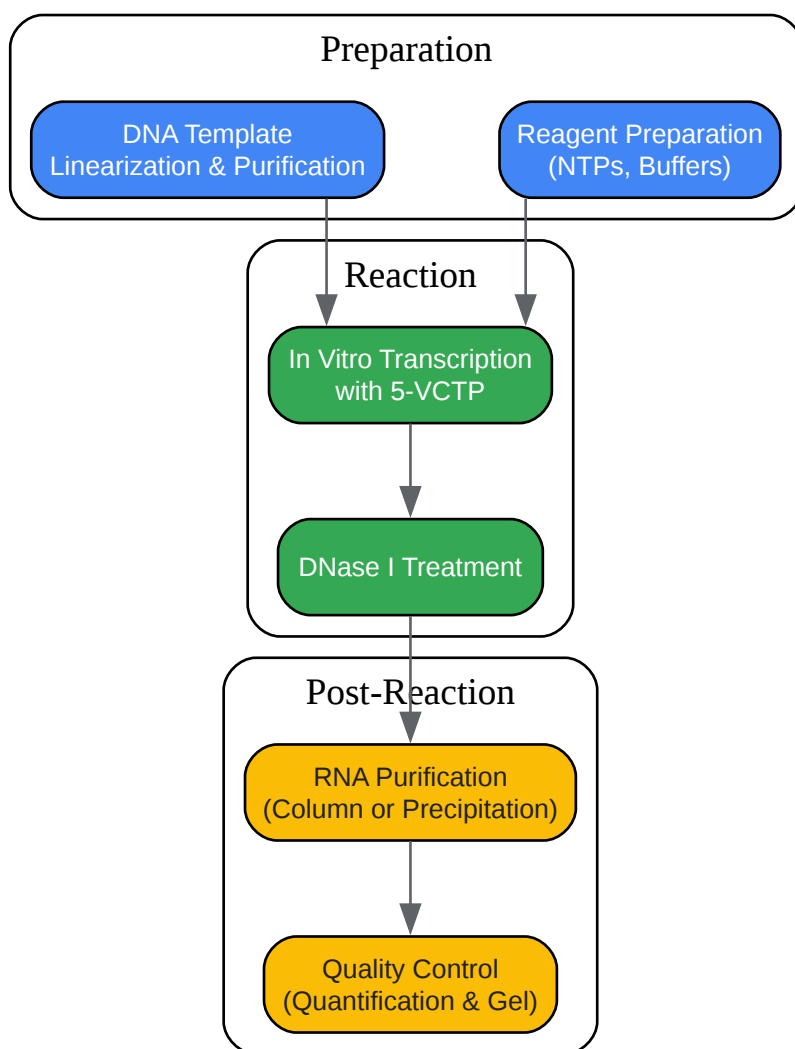 Preparation
DNA Template
Linearization & Purification
Reagent Preparation
(NTPs, Buffers)
Reaction
In Vitro Transcription
with 5-VCTP
DNase I Treatment
Post-Reaction
RNA Purification
(Column or Precipitation)
Quality Control
(Quantification & Gel)